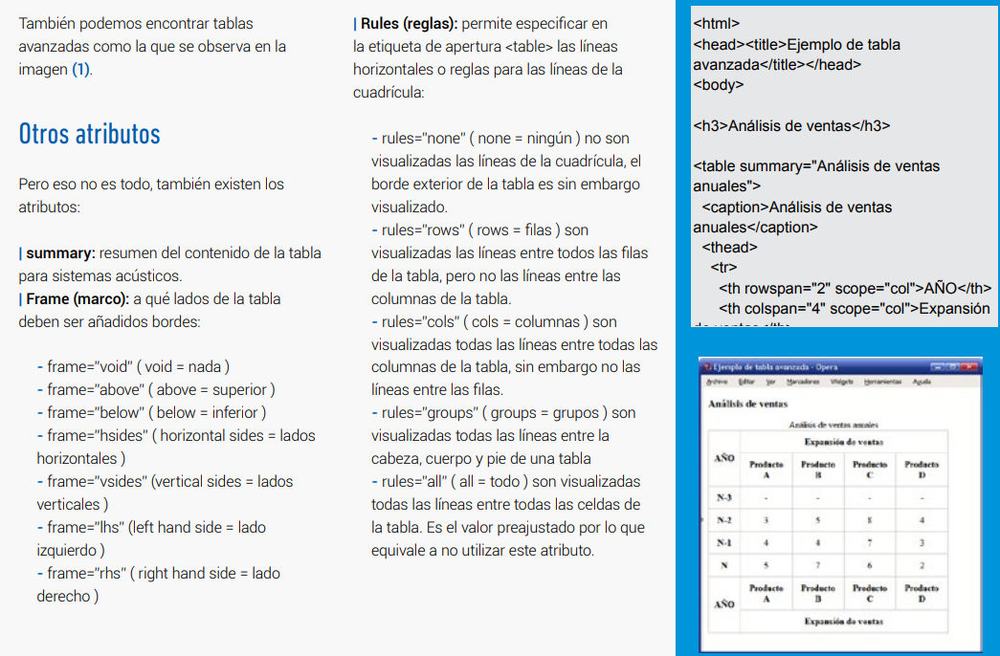 También podemos encontrar tablas
avanzadas como la que se observa en la
imagen (1).
Otros atributos
Pero eso no es todo, también existen los
atributos:
| summary: resumen del contenido de la tabla
para sistemas acústicos.
| Frame (marco): a qué lados de la tabla
deben ser añadidos bordes:
- frame="void" ( void = nada )
- frame="above" ( above = superior )
- frame="below" ( below = inferior )
- frame="hsides" ( horizontal sides = lados
horizontales )
- frame="vsides" (vertical sides = lados
verticales )
- frame="lhs" (left hand side = lado
izquierdo )
- frame="rhs" ( right hand side = lado
derecho )
| Rules (reglas): permite especificar en
la etiqueta de apertura <table> las líneas
horizontales o reglas para las líneas de la
cuadrícula:
- rules="none" ( none = ningún ) no son
visualizadas las líneas de la cuadrícula, el
borde exterior de la tabla es sin embargo
visualizado.
- rules="rows" ( rows = filas ) son
visualizadas las líneas entre todos las filas
de la tabla, pero no las líneas entre las
columnas de la tabla.
- rules="cols" ( cols = columnas ) son
visualizadas todas las líneas entre todas las
columnas de la tabla, sin embargo no las
líneas entre las filas.
- rules="groups" ( groups = grupos ) son
visualizadas todas las líneas entre la
cabeza, cuerpo y pie de una tabla
- rules="all" ( all = todo ) son visualizadas
todas las líneas entre todas las celdas de
la tabla. Es el valor preajustado por lo que
equivale a no utilizar este atributo.
<html>
<head><title>Ejemplo de tabla
avanzada</title></head>
<body>
<h3>Análisis de ventas</h3>
<table summary="Análisis de ventas
anuales">
<caption>Análisis de ventas
anuales</caption>
<thead>
<tr>
<th rowspan="2" scope="col">AÑO</th>
<th colspan="4" scope="col">Expansión
de ventas </th>
Ejemplo de tabla avanzada - Opera
Archivo Editar Ver Marcadores Widgets Herramientas Ayuda
Análisis de ventas
Análisis de ventas anuales
AÑO Expansión de ventas
Producto A Producto B Producto C Producto D
N-3 - - - -
N-2 3 5 8 4
N-1 4 4 7 3
N 5 7 6 2
AÑO Producto A Producto B Producto C Producto D
Expansión de ventas